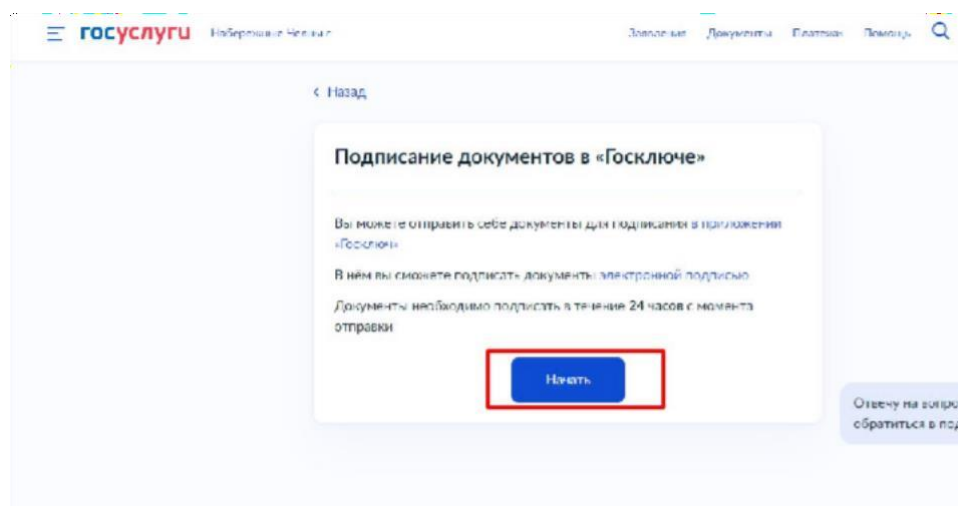 госуслуги Набережные Челны Заявления Документы Платежи Помощь
Назад
Подписание документов в «Госключе»
Вы можете отправить себе документы для подписания в приложении
«Госключ»
В нём вы сможете подписать документы электронной подписью
Документы необходимо подписать в течение 24 часов с момента
отправки
Начать
Отвечу на вопро
обратиться в под